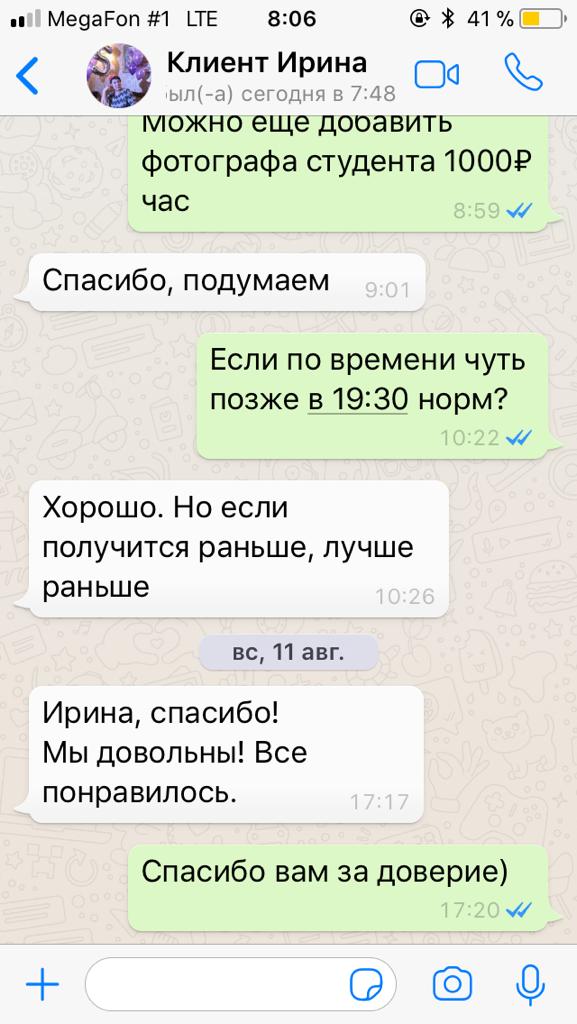 MegaFon #1 LTE 8:06 41 %
Клиент Ирина
был(-а) сегодня в 7:48
Можно еще добавить
фотографа студента 1000₽
час
8:59
Спасибо, подумаем
9:01
Если по времени чуть
позже в 19:30 норм?
10:22
Хорошо. Но если
получится раньше, лучше
раньше
10:26
вс, 11 авг.
Ирина, спасибо!
Мы довольны! Все
понравилось.
17:17
Спасибо вам за доверие)
17:20